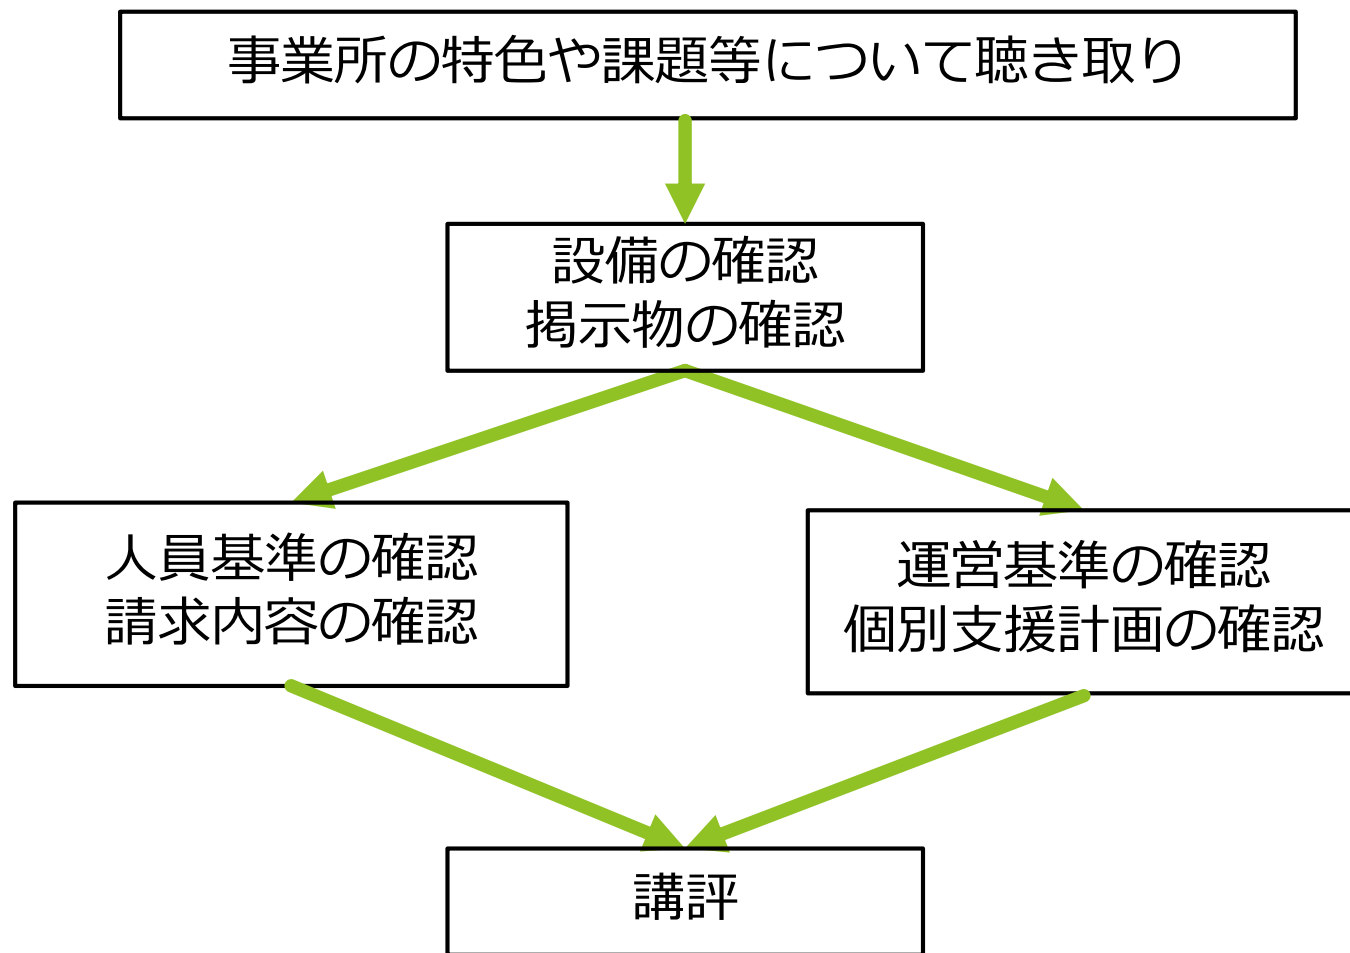 事業所の特色や課題等について聴き取り
設備の確認
掲示物の確認
人員基準の確認
請求内容の確認
運営基準の確認
個別支援計画の確認
講評